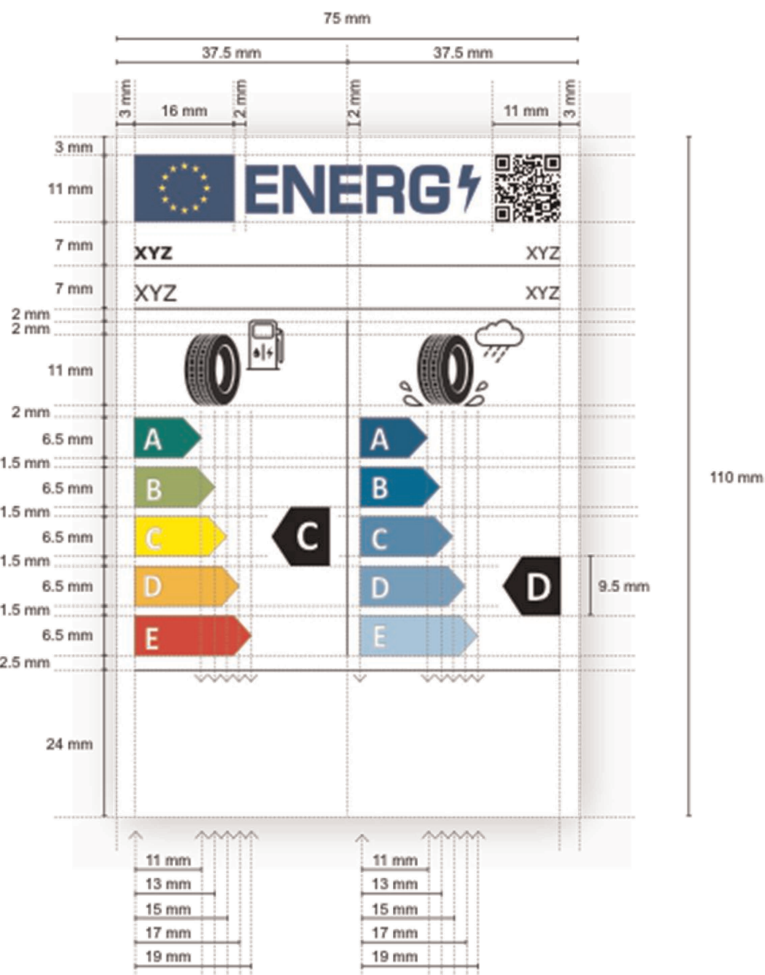 75 mm
37.5 mm 37.5 mm
3 mm 16 mm 2 mm 2 mm 11 mm 3 mm
3 mm
11 mm ENERG
7 mm XYZ XYZ
7 mm XYZ XYZ
2 mm
2 mm
11 mm
2 mm
6.5 mm A A
1.5 mm
6.5 mm B B
110 mm
1.5 mm
6.5 mm C C C
1.5 mm
6.5 mm D D D 9.5 mm
1.5 mm
6.5 mm E E
2.5 mm
24 mm
11 mm 11 mm
13 mm 13 mm
15 mm 15 mm
17 mm 17 mm
19 mm 19 mm